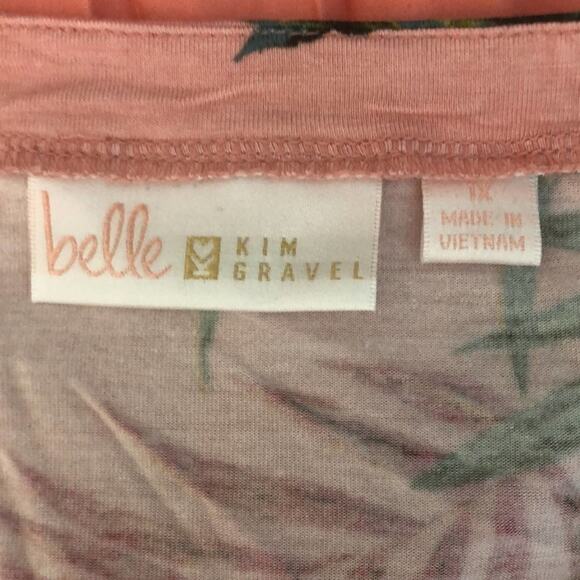 belle
KIM
GRAVEL
1X
MADE IN
VIETNAM